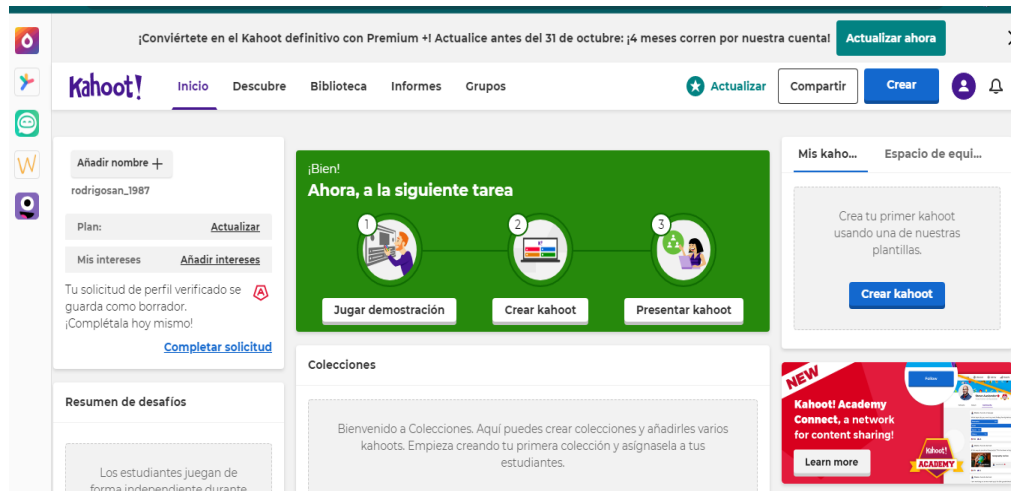 ¡Conviértete en el Kahoot definitivo con Premium +! Actualice antes del 31 de octubre: ¡4 meses corren por nuestra cuenta!
Actualizar ahora
Kahoot!
Inicio
Descubre
Biblioteca
Informes
Grupos
Actualizar
Compartir
Crear
Añadir nombre +
rodrigosan_1987
Plan:
Actualizar
Mis intereses
Añadir intereses
Tu solicitud de perfil verificado se
guarda como borrador.
¡Complétala hoy mismo!
Completar solicitud
Resumen de desafíos
Los estudiantes juegan de
forma independiente durante
¡Bien!
Ahora, a la siguiente tarea
1
2
3
Jugar demostración
Crear kahoot
Presentar kahoot
Colecciones
Bienvenido a Colecciones. Aquí puedes crear colecciones y añadirles varios
kahoots. Empieza creando tu primera colección y asígnasela a tus
estudiantes.
Mis kaho...
Espacio de equi...
Crea tu primer kahoot
usando una de nuestras
plantillas.
Crear kahoot
NEW
Kahoot! Academy
Connect, a network
for content sharing!
Learn more
Kahoot!
ACADEMY